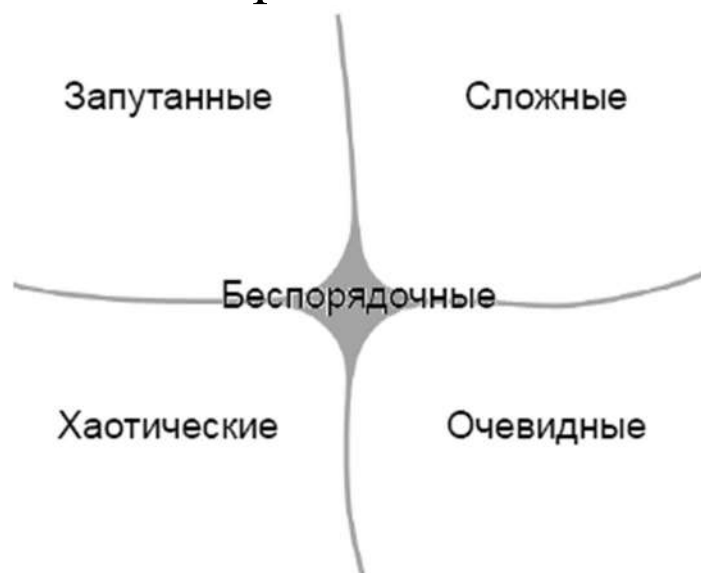 Запутанные
Сложные
Беспорядочные
Хаотические
Очевидные